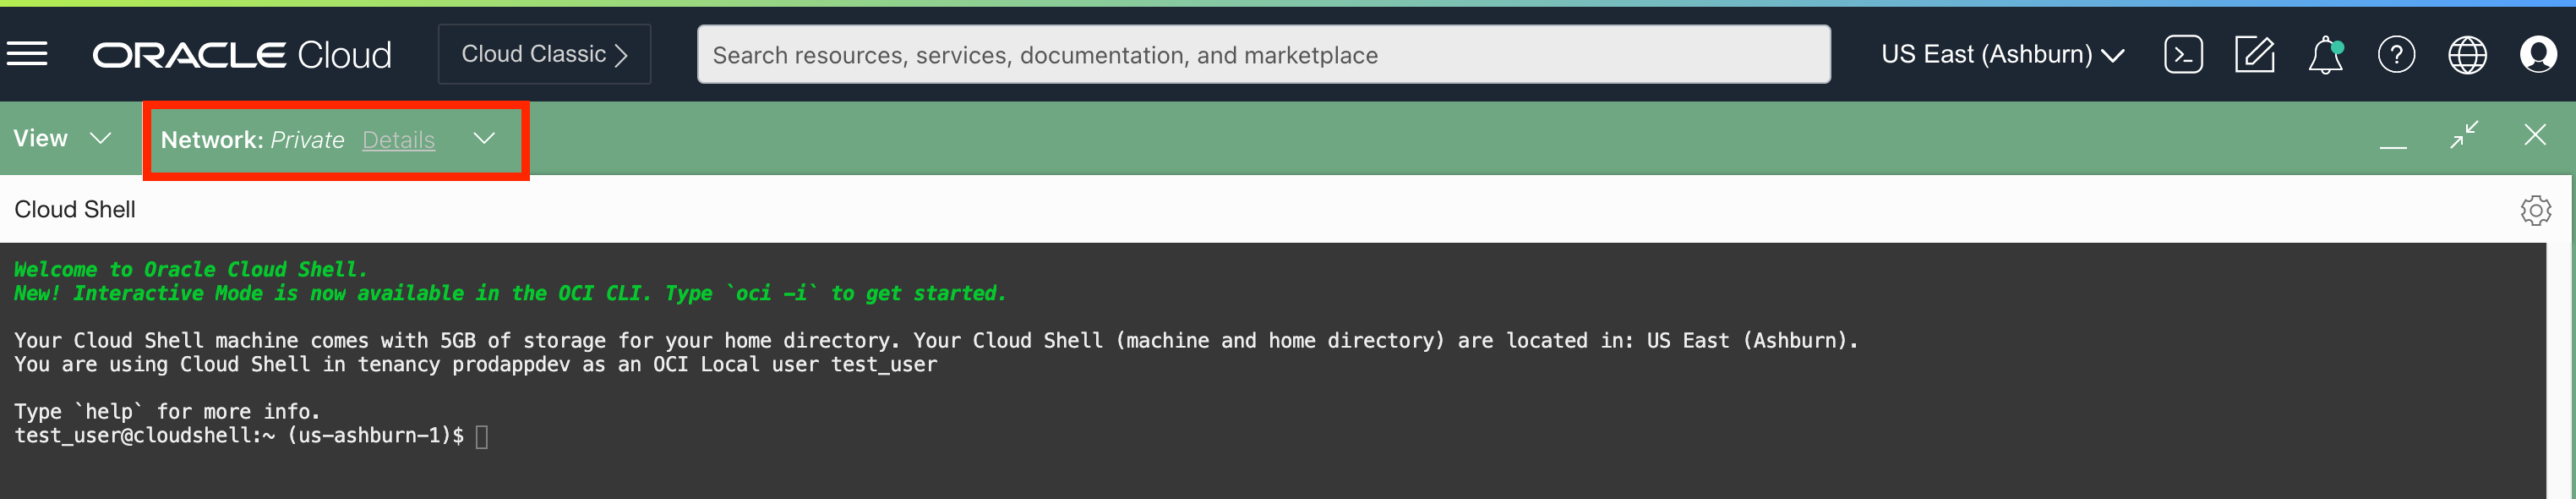 ORACLE Cloud
Cloud Classic
Search resources, services, documentation, and marketplace
US East (Ashburn)
View
Network: Private Details
Cloud Shell
Welcome to Oracle Cloud Shell.
New! Interactive Mode is now available in the OCI CLI. Type `oci -i` to get started.
Your Cloud Shell machine comes with 5GB of storage for your home directory. Your Cloud Shell (machine and home directory) are located in: US East (Ashburn).
You are using Cloud Shell in tenancy prodappdev as an OCI Local user test_user
Type `help` for more info.
test_user@cloudshell:~ (us-ashburn-1)$